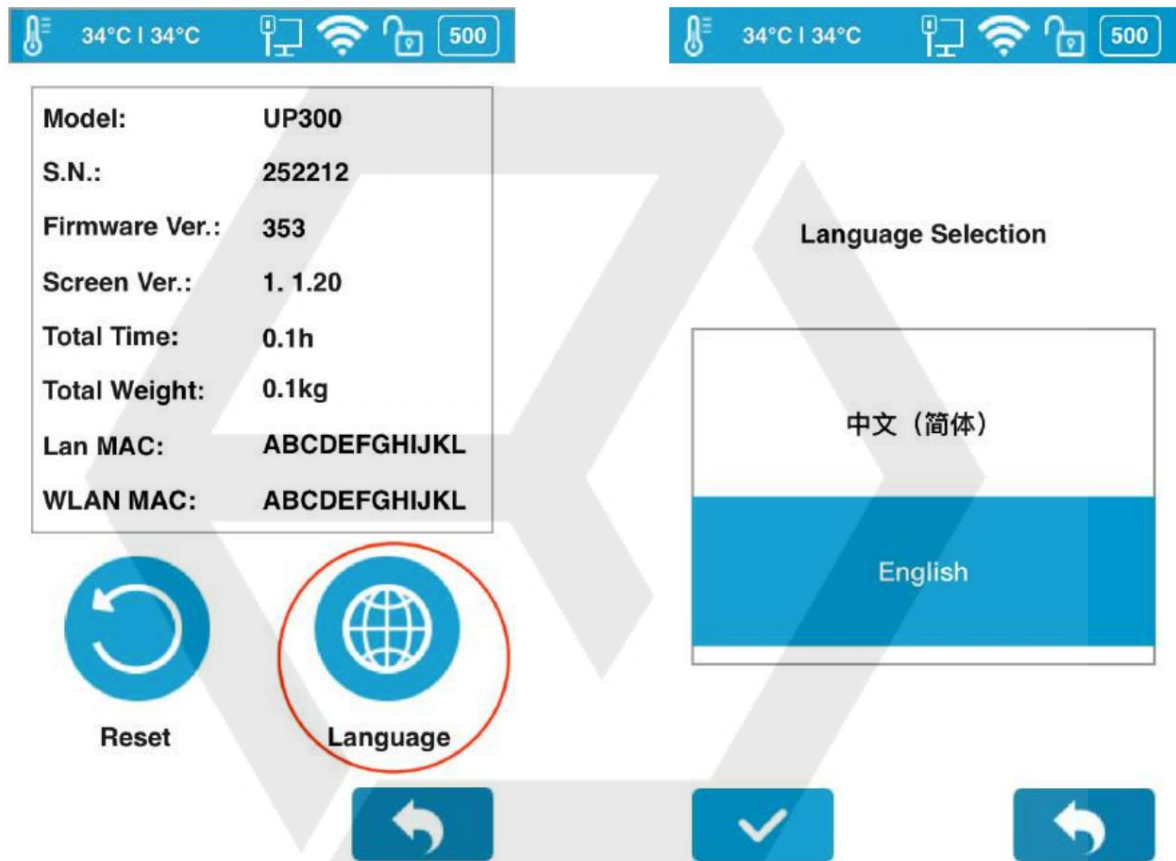 34°C | 34°C 500
Model: UP300
S.N.: 252212
Firmware Ver.: 353
Screen Ver.: 1. 1.20
Total Time: 0.1h
Total Weight: 0.1kg
Lan MAC: ABCDEFGHIJKL
WLAN MAC: ABCDEFGHIJKL
Reset Language
34°C | 34°C 500
Language Selection
中文（简体）
English